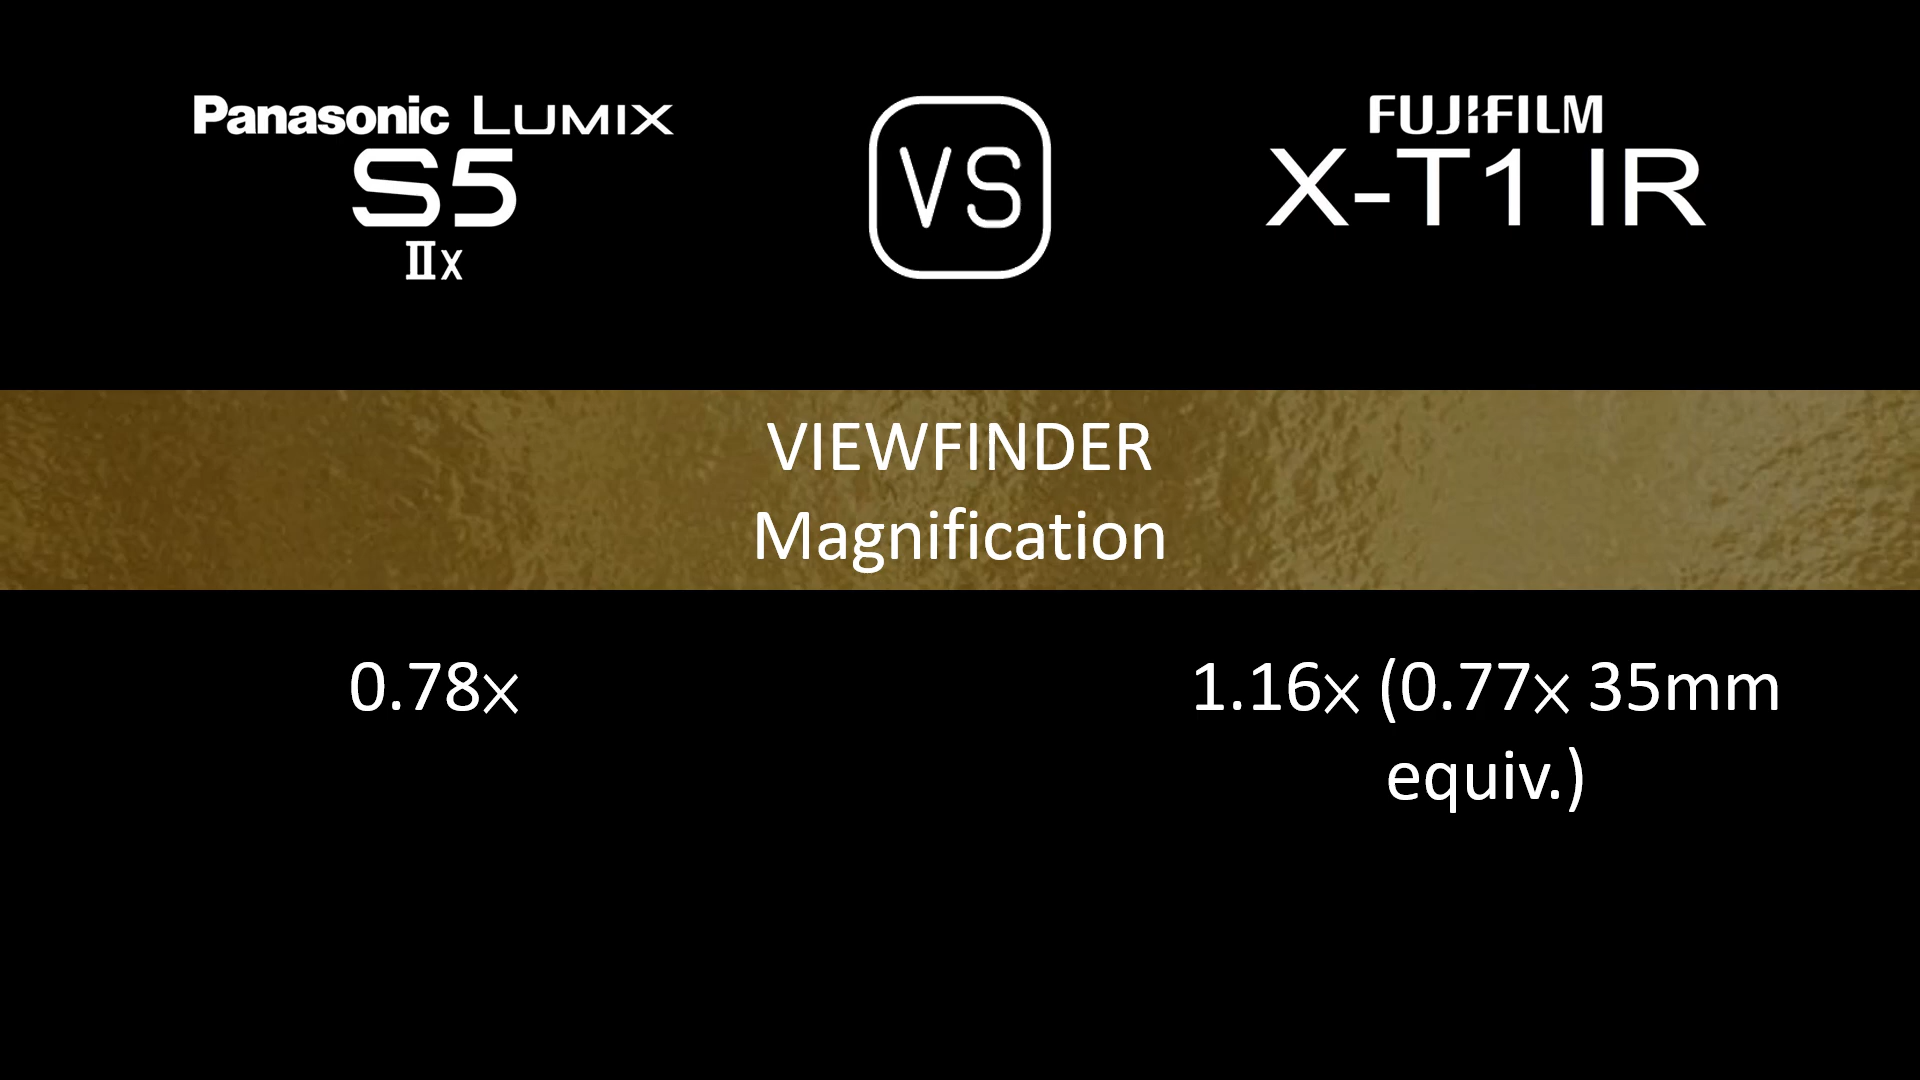 Panasonic LUMIX
S5
IIX
VS
FUJIFILM
X-T1 IR
VIEWFINDER
Magnification
0.78x
1.16x (0.77x 35mm
equiv.)